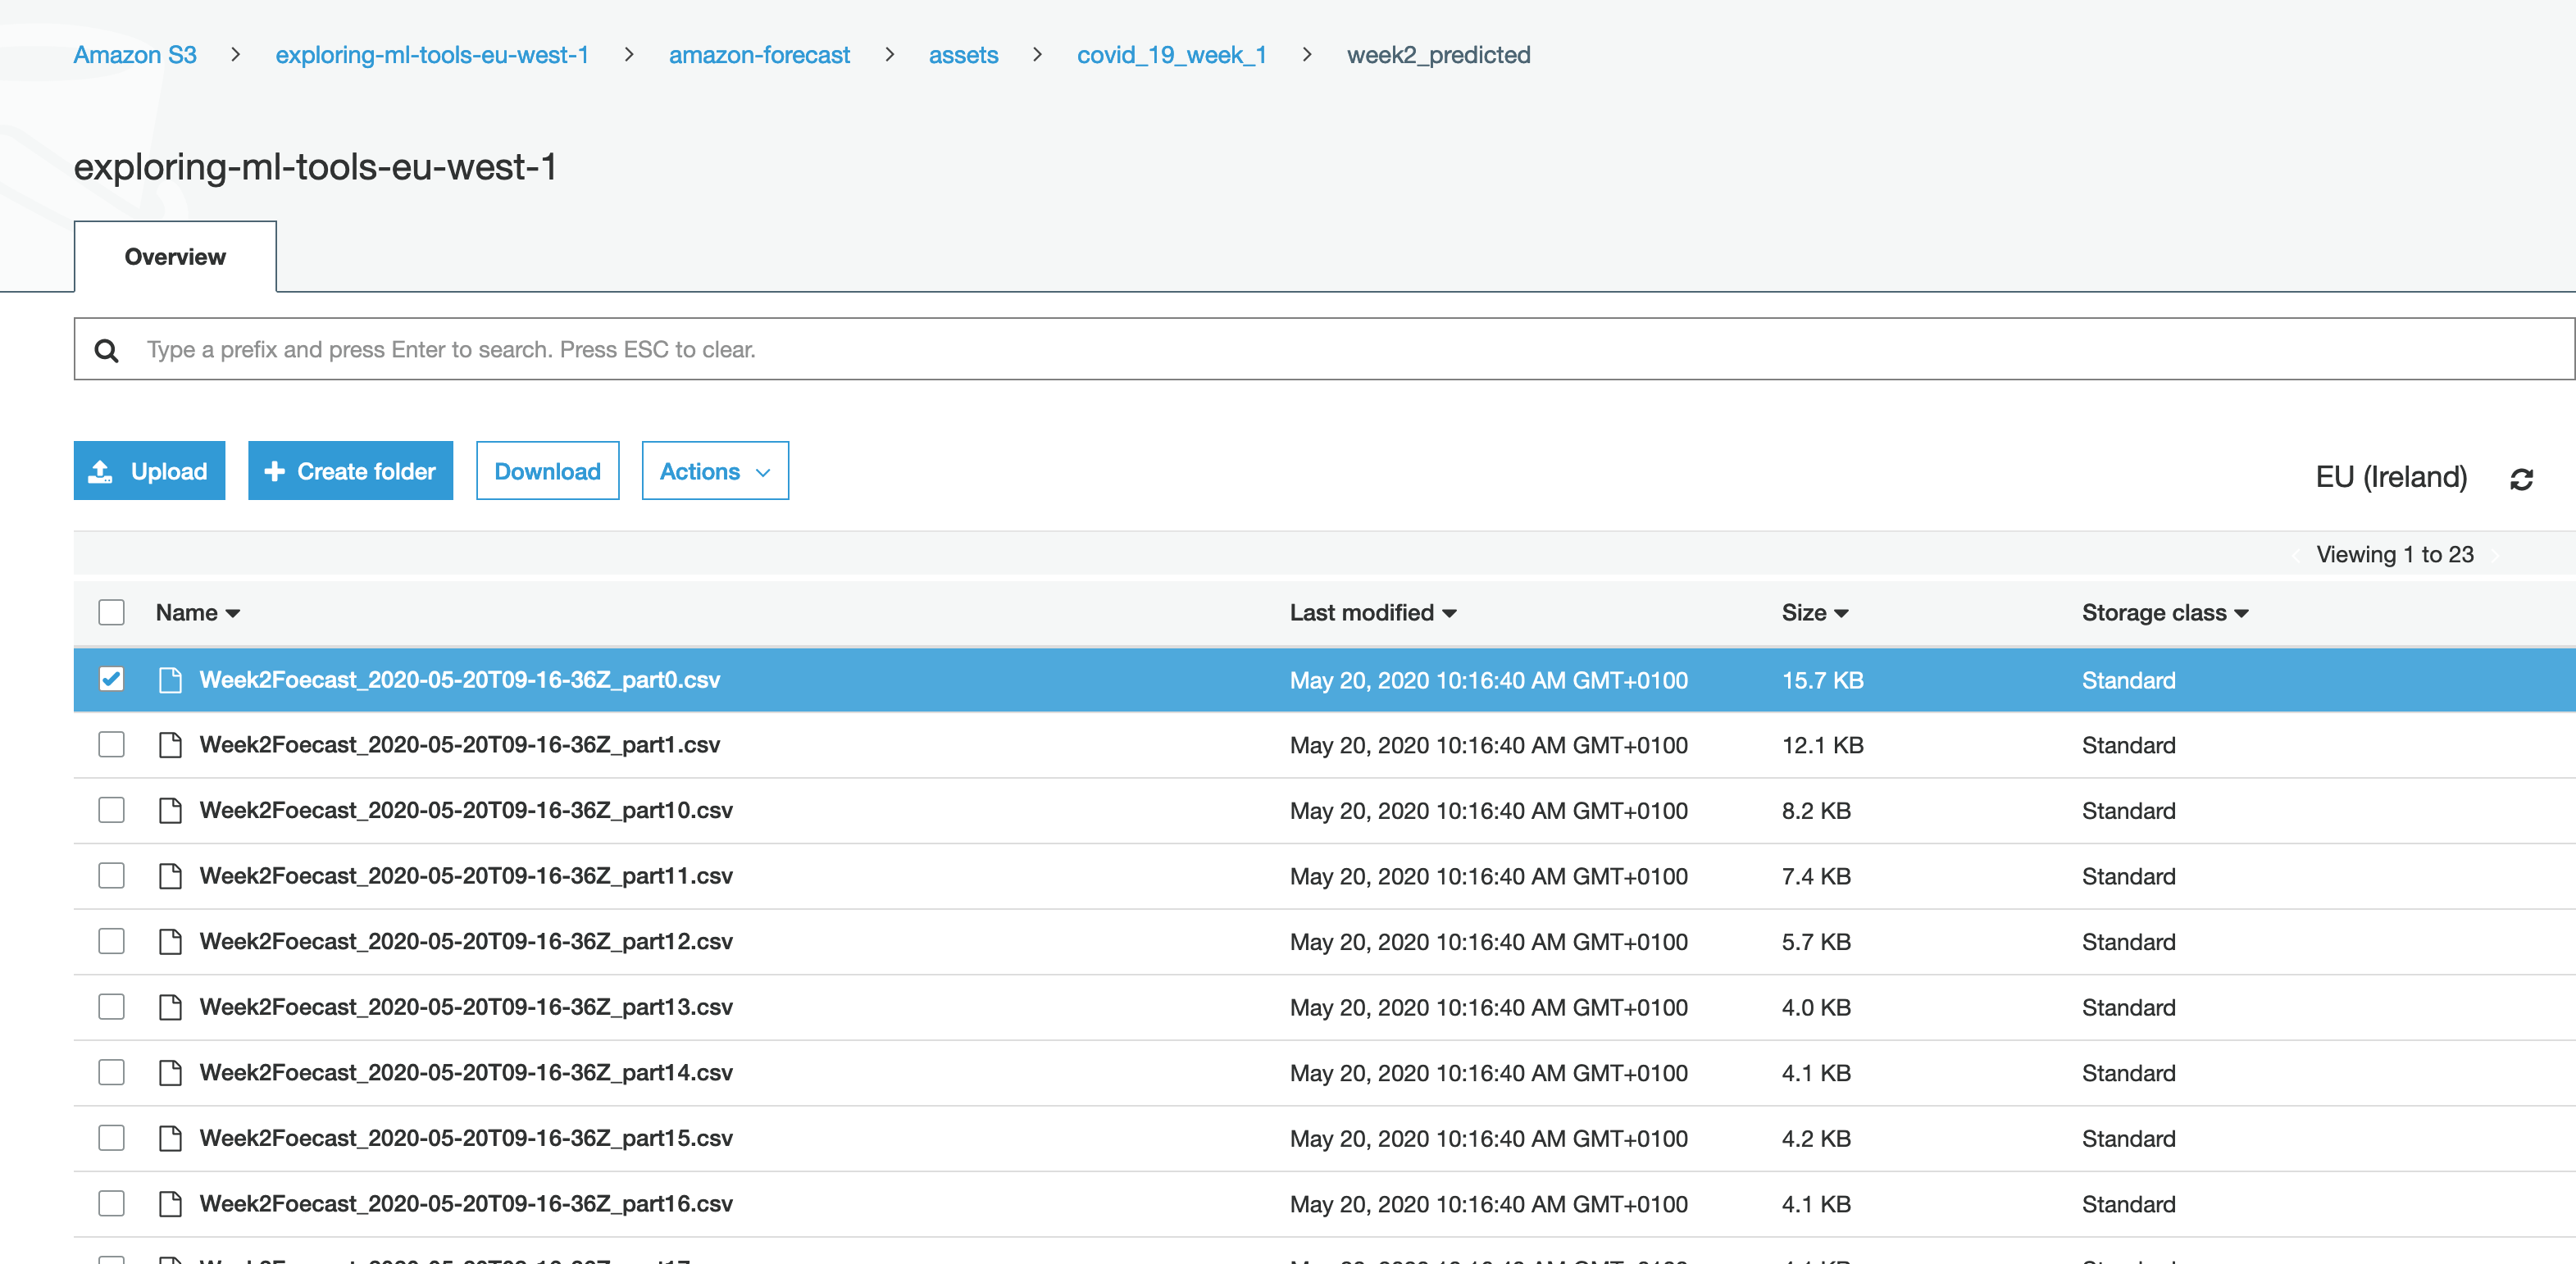 Amazon S3 > exploring-ml-tools-eu-west-1 > amazon-forecast > assets > covid_19_week_1 > week2_predicted
exploring-ml-tools-eu-west-1
Overview
Type a prefix and press Enter to search. Press ESC to clear.
Upload + Create folder Download Actions EU (Ireland)
Viewing 1 to 23
Name Last modified Size Storage class
Week2Foecast_2020-05-20T09-16-36Z_part0.csv May 20, 2020 10:16:40 AM GMT+0100 15.7 KB Standard
Week2Foecast_2020-05-20T09-16-36Z_part1.csv May 20, 2020 10:16:40 AM GMT+0100 12.1 KB Standard
Week2Foecast_2020-05-20T09-16-36Z_part10.csv May 20, 2020 10:16:40 AM GMT+0100 8.2 KB Standard
Week2Foecast_2020-05-20T09-16-36Z_part11.csv May 20, 2020 10:16:40 AM GMT+0100 7.4 KB Standard
Week2Foecast_2020-05-20T09-16-36Z_part12.csv May 20, 2020 10:16:40 AM GMT+0100 5.7 KB Standard
Week2Foecast_2020-05-20T09-16-36Z_part13.csv May 20, 2020 10:16:40 AM GMT+0100 4.0 KB Standard
Week2Foecast_2020-05-20T09-16-36Z_part14.csv May 20, 2020 10:16:40 AM GMT+0100 4.1 KB Standard
Week2Foecast_2020-05-20T09-16-36Z_part15.csv May 20, 2020 10:16:40 AM GMT+0100 4.2 KB Standard
Week2Foecast_2020-05-20T09-16-36Z_part16.csv May 20, 2020 10:16:40 AM GMT+0100 4.1 KB Standard